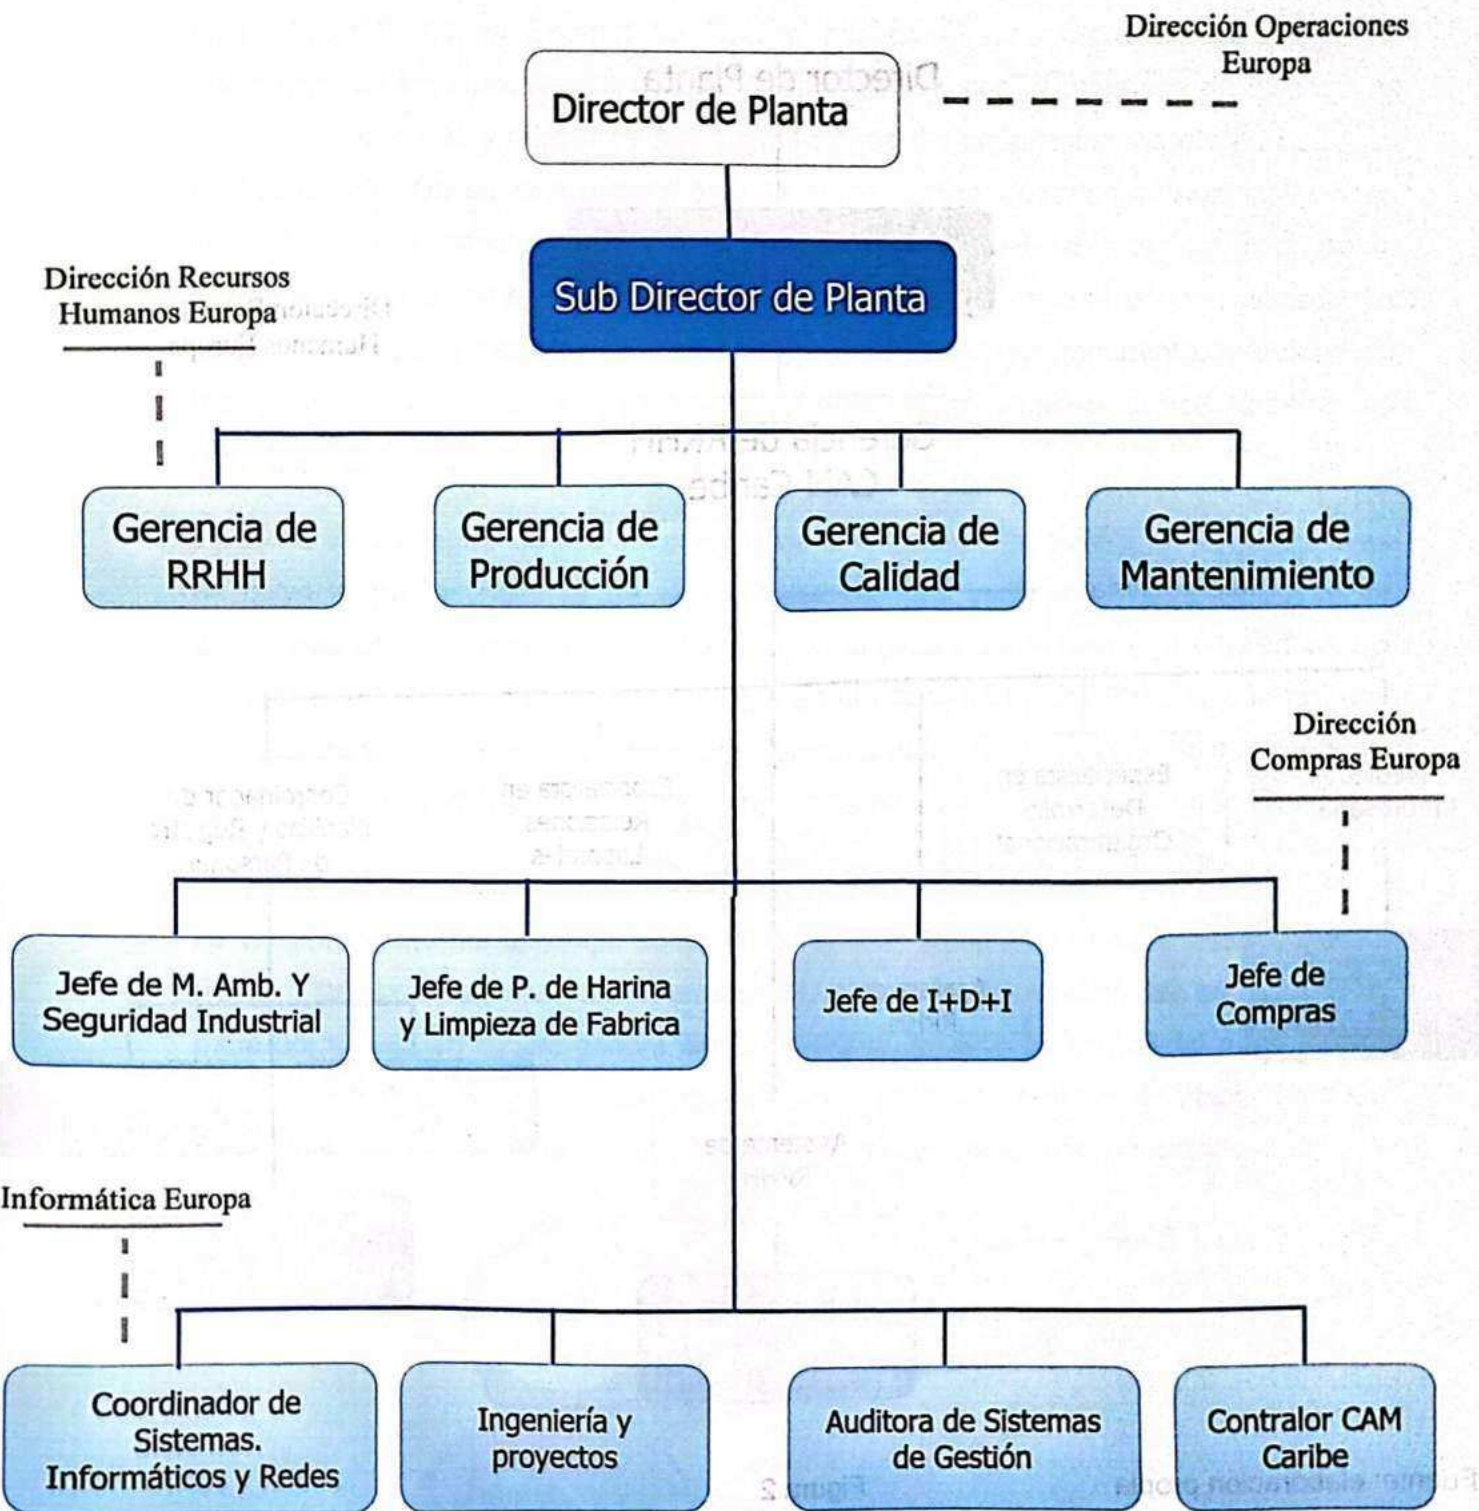 Dirección Operaciones
Europa
Director de Planta
Sub Director de Planta
Dirección Recursos
Humanos Europa
Gerencia de
RRHH
Gerencia de
Producción
Gerencia de
Calidad
Gerencia de
Mantenimiento
Dirección
Compras Europa
Jefe de M. Amb. Y
Seguridad Industrial
Jefe de P. de Harina
y Limpieza de Fabrica
Jefe de I+D+I
Jefe de
Compras
Informática Europa
Coordinador de
Sistemas.
Informáticos y Redes
Ingeniería y
proyectos
Auditora de Sistemas
de Gestión
Contralor CAM
Caribe